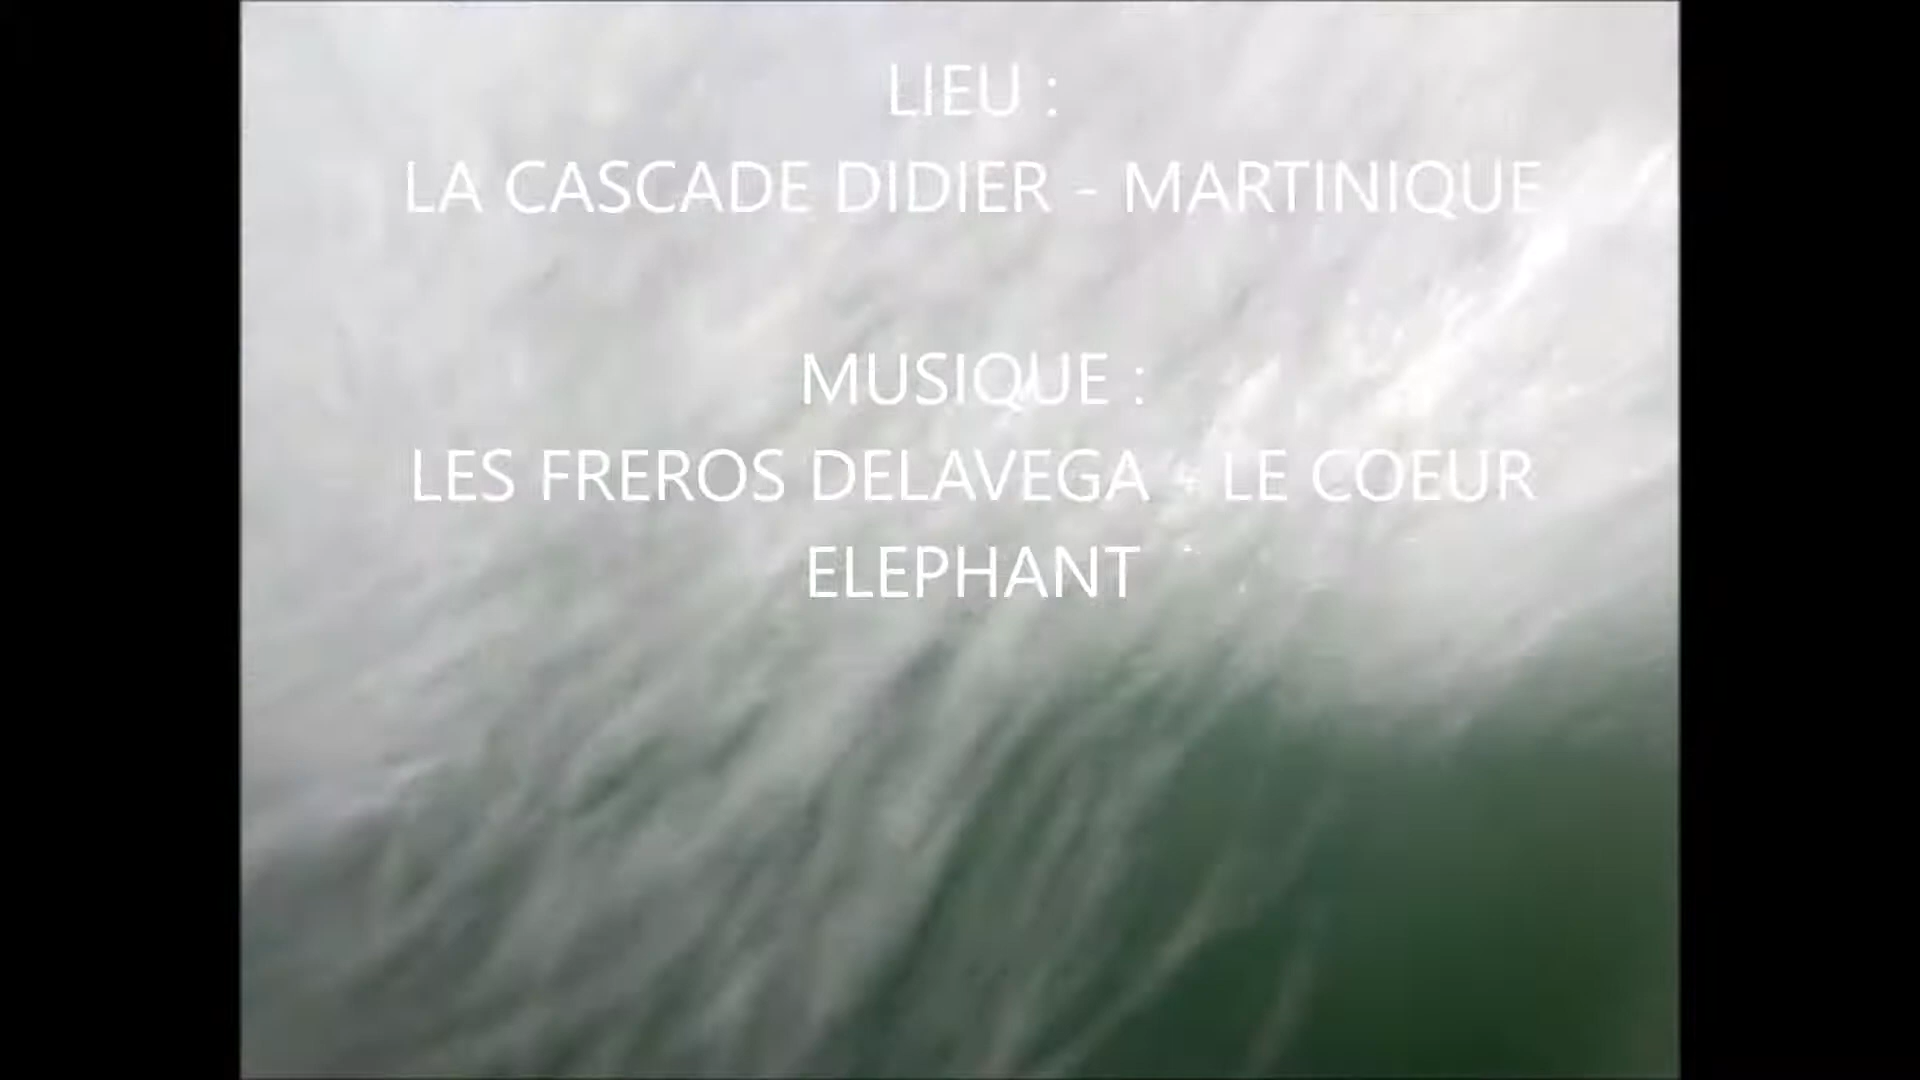 LIEU :
LA CASCADE DIDIER - MARTINIQUE
MUSIQUE :
LES FREROS DELAVEGA - LE COEUR
ELEPHANT